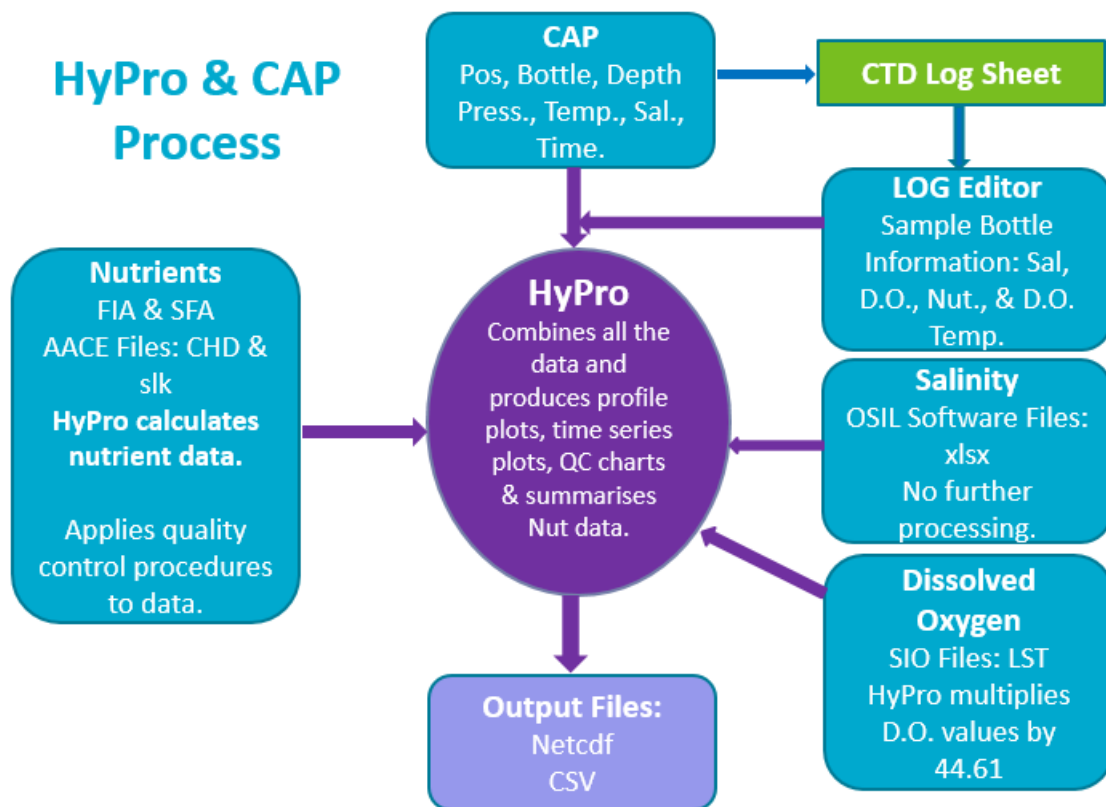 HyPro & CAP
Process
CAP
Pos, Bottle, Depth
Press., Temp., Sal.,
Time.
CTD Log Sheet
LOG Editor
Sample Bottle
Information: Sal,
D.O., Nut., & D.O.
Temp.
Nutrients
FIA & SFA
AACE Files: CHD &
slk
HyPro calculates
nutrient data.
Applies quality
control procedures
to data.
HyPro
Combines all the
data and
produces profile
plots, time series
plots, QC charts
& summarises
Nut data.
Salinity
OSIL Software Files:
xlsx
No further
processing.
Dissolved
Oxygen
SIO Files: LST
HyPro multiplies
D.O. values by
44.61
Output Files:
Netcdf
CSV